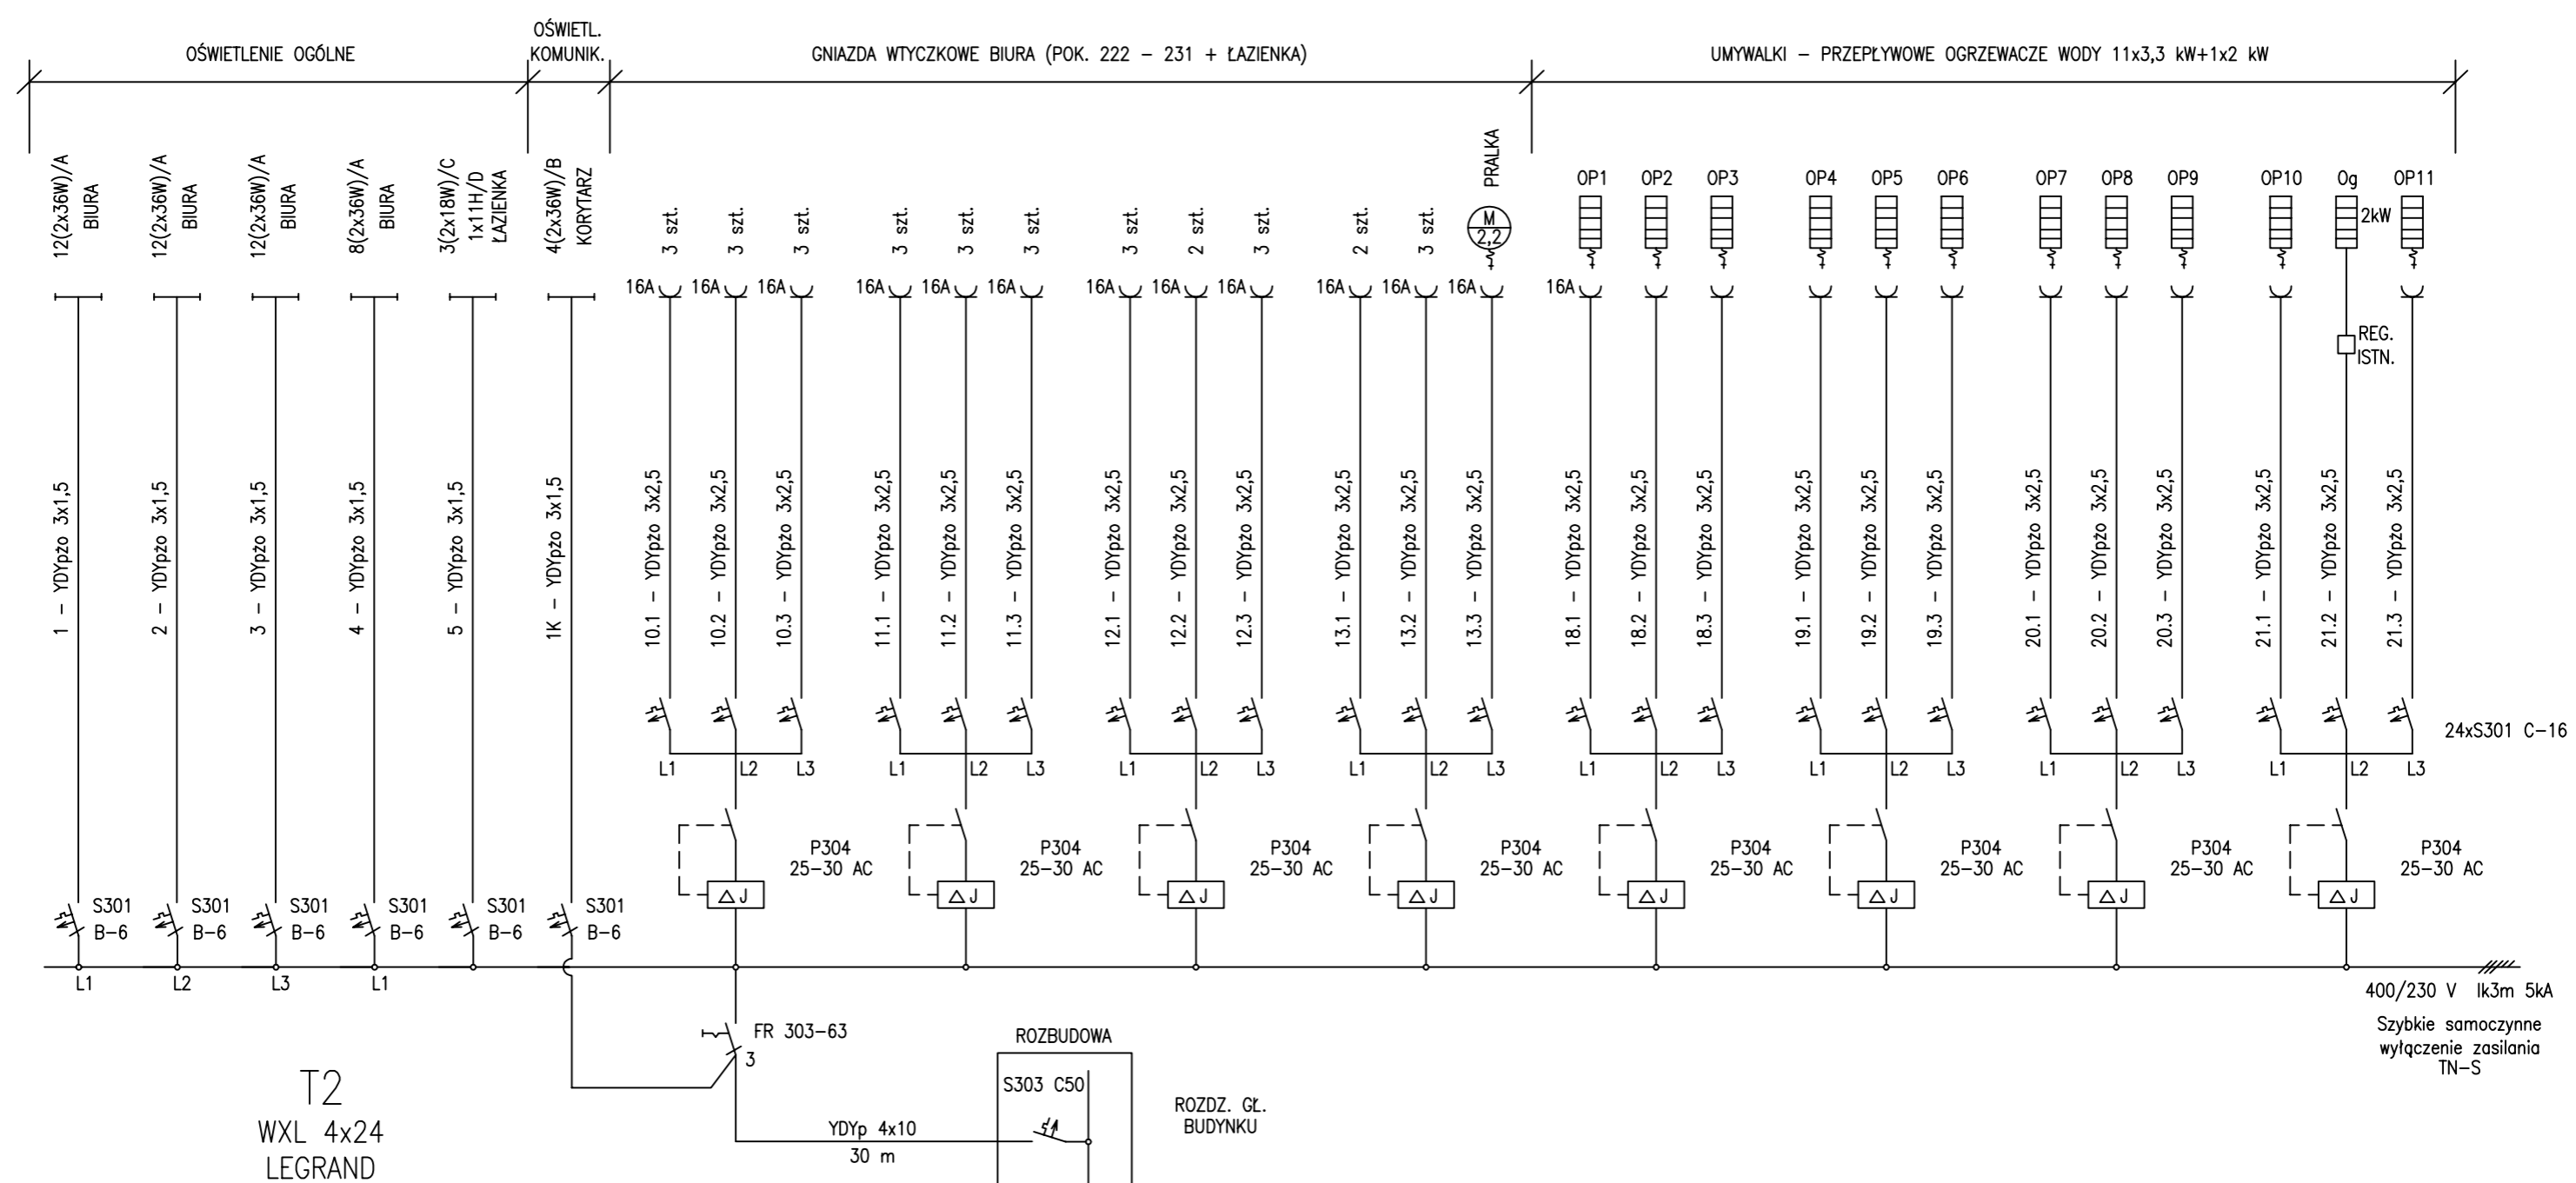 OŚWIETLENIE OGÓLNE
OŚWIETL.
KOMUNIK.
GNIAZDA WTYCZKOWE BIURA (POK. 222 – 231 + ŁAZIENKA)
UMYWALKI – PRZEPŁYWOWE OGRZEWACZE WODY 11x3,3 kW+1x2 kW
12(2x36W)/A
BIURA
12(2x36W)/A
BIURA
12(2x36W)/A
BIURA
8(2x36W)/A
BIURA
3(2x18W)/C
1x11H/D
ŁAZIENKA
4(2x36W)/B
KORYTARZ
3 szt.
3 szt.
3 szt.
3 szt.
3 szt.
3 szt.
3 szt.
2 szt.
3 szt.
2 szt.
3 szt.
PRALKA
M
2,2
OP1
OP2
OP3
OP4
OP5
OP6
OP7
OP8
OP9
OP10
Og
2kW
OP11
16A
16A
16A
16A
16A
16A
16A
16A
16A
16A
16A
16A
16A
REG.
ISTN.
1 – YDYpżo 3x1,5
2 – YDYpżo 3x1,5
3 – YDYpżo 3x1,5
4 – YDYpżo 3x1,5
5 – YDYpżo 3x1,5
1K – YDYpżo 3x1,5
10.1 – YDYpżo 3x2,5
10.2 – YDYpżo 3x2,5
10.3 – YDYpżo 3x2,5
11.1 – YDYpżo 3x2,5
11.2 – YDYpżo 3x2,5
11.3 – YDYpżo 3x2,5
12.1 – YDYpżo 3x2,5
12.2 – YDYpżo 3x2,5
12.3 – YDYpżo 3x2,5
13.1 – YDYpżo 3x2,5
13.2 – YDYpżo 3x2,5
13.3 – YDYpżo 3x2,5
18.1 – YDYpżo 3x2,5
18.2 – YDYpżo 3x2,5
18.3 – YDYpżo 3x2,5
19.1 – YDYpżo 3x2,5
19.2 – YDYpżo 3x2,5
19.3 – YDYpżo 3x2,5
20.1 – YDYpżo 3x2,5
20.2 – YDYpżo 3x2,5
20.3 – YDYpżo 3x2,5
21.1 – YDYpżo 3x2,5
21.2 – YDYpżo 3x2,5
21.3 – YDYpżo 3x2,5
24xS301 C–16
L1 L2 L3
L1 L2 L3
L1 L2 L3
L1 L2 L3
L1 L2 L3
L1 L2 L3
L1 L2 L3
L1 L2 L3
P304
25–30 AC
P304
25–30 AC
P304
25–30 AC
P304
25–30 AC
P304
25–30 AC
P304
25–30 AC
P304
25–30 AC
P304
25–30 AC
△J
△J
△J
△J
△J
△J
△J
△J
S301
B–6
S301
B–6
S301
B–6
S301
B–6
S301
B–6
S301
B–6
L1
L2
L3
L1
400/230 V Ik3m 5kA
Szybkie samoczynne
wyłączenie zasilania
TN–S
FR 303–63
3
ROZBUDOWA
S303 C50
ROZDZ. GŁ.
BUDYNKU
YDYp 4x10
30 m
T2
WXL 4x24
LEGRAND